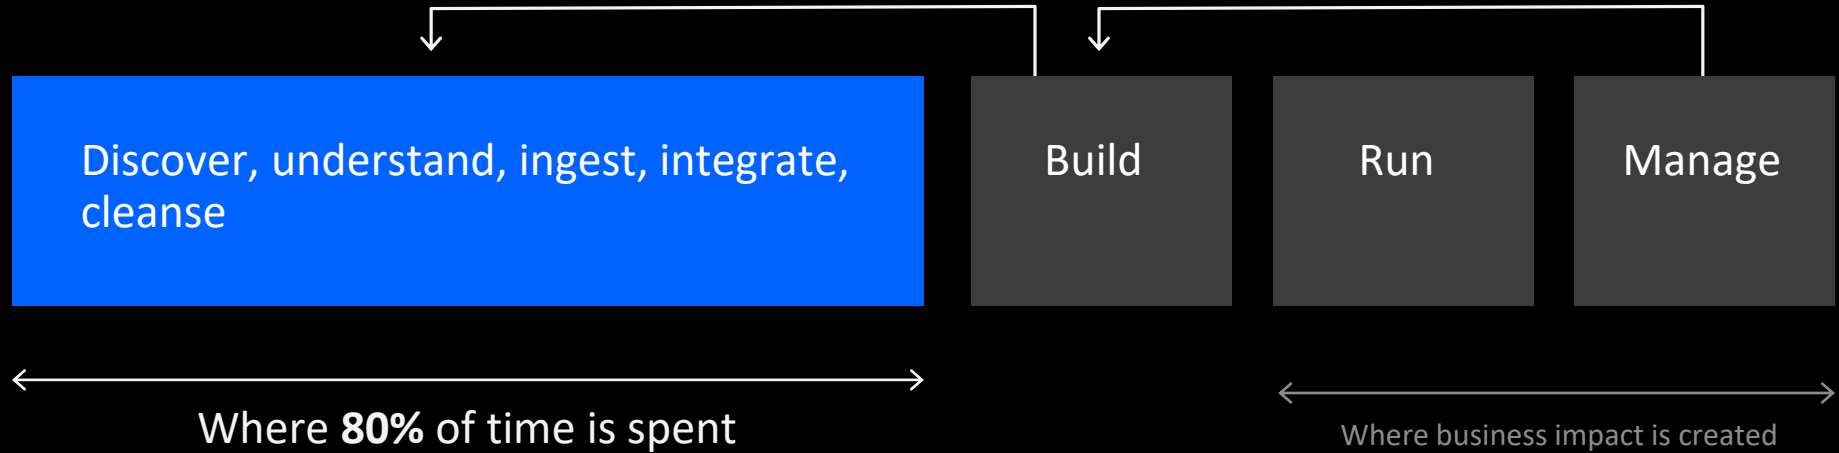 Discover, understand, ingest, integrate,
cleanse
Build
Run
Manage
Where 80% of time is spent
Where business impact is created